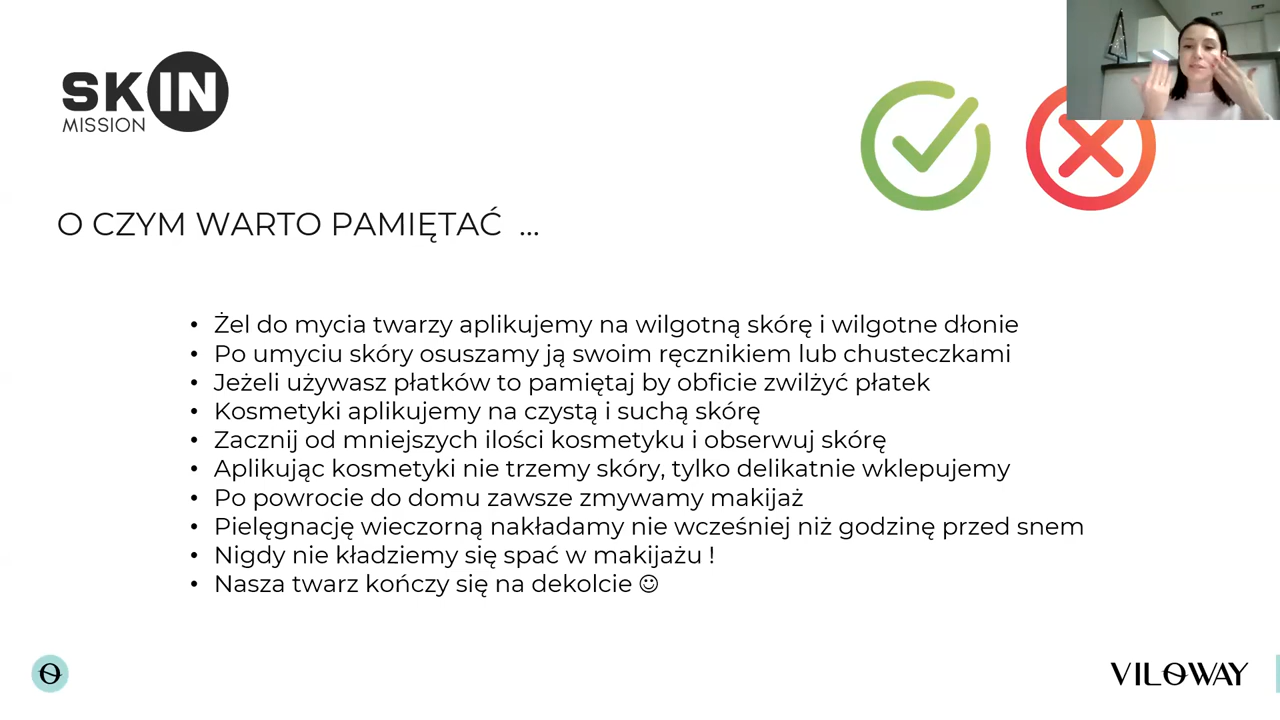 SKIN
MISSION
O CZYM WARTO PAMIĘTAĆ ...
• Żel do mycia twarzy aplikujemy na wilgotną skórę i wilgotne dłonie
• Po umyciu skóry osuszamy ją swoim ręcznikiem lub chusteczkami
• Jeżeli używasz płatków to pamiętaj by obficie zwilżyć płatek
• Kosmetyki aplikujemy na czystą i suchą skórę
• Zacznij od mniejszych ilości kosmetyku i obserwuj skórę
• Aplikując kosmetyki nie trzemy skóry, tylko delikatnie wklepujemy
• Po powrocie do domu zawsze zmywamy makijaż
• Pielęgnację wieczorną nakładamy nie wcześniej niż godzinę przed snem
• Nigdy nie kładziemy się spać w makijażu !
• Nasza twarz kończy się na dekolcie ☺
VILOWAY